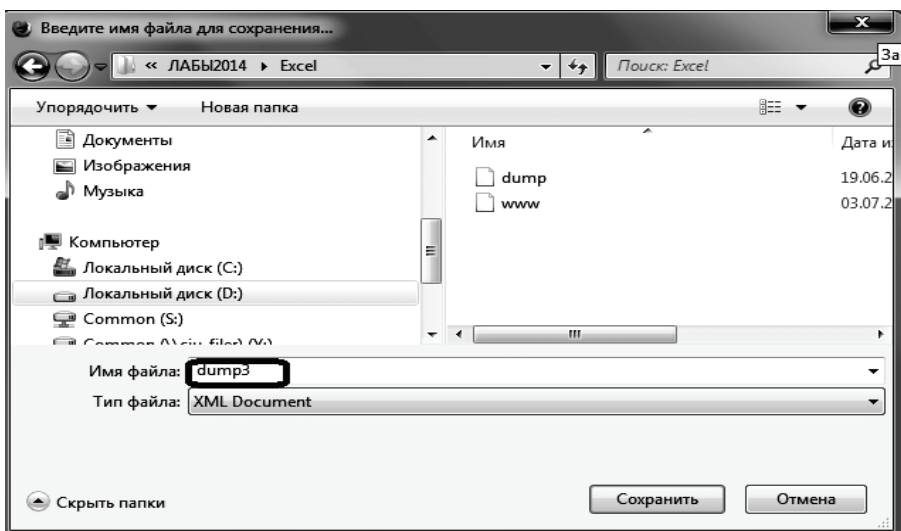 Введите имя файла для сохранения...
За
« ЛАБЫ2014 Excel
Поиск: Excel
Упорядочить Новая папка
Документы
Изображения
Музыка
Компьютер
Локальный диск (C:)
Локальный диск (D:)
Common (S:)
Common
Имя Дата и
dump 19.06.2
www 03.07.2
Имя файла: dump3
Тип файла: XML Document
Скрыть папки
Сохранить Отмена